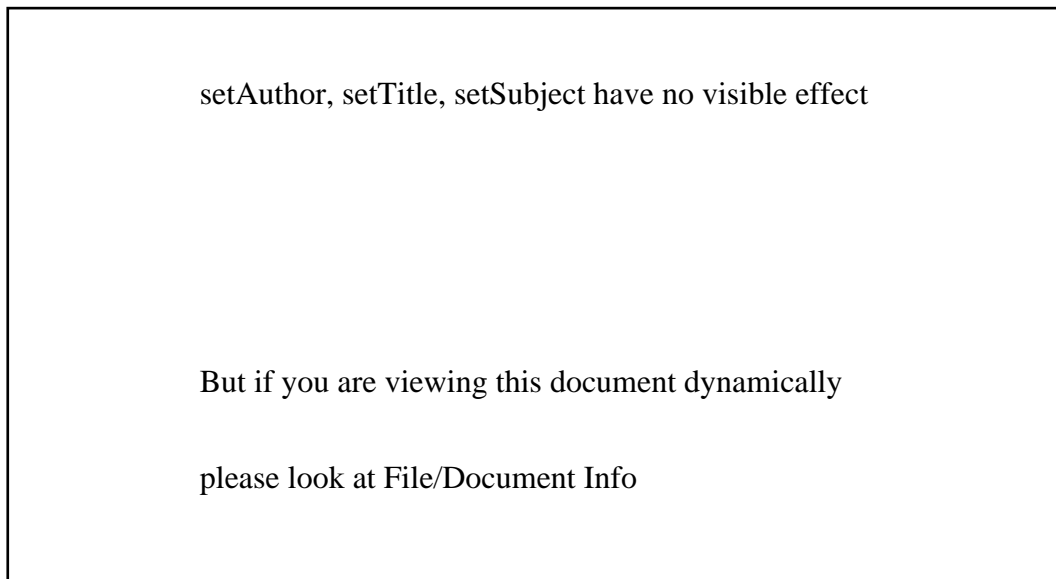 setAuthor, setTitle, setSubject have no visible effect
But if you are viewing this document dynamically
please look at File/Document Info